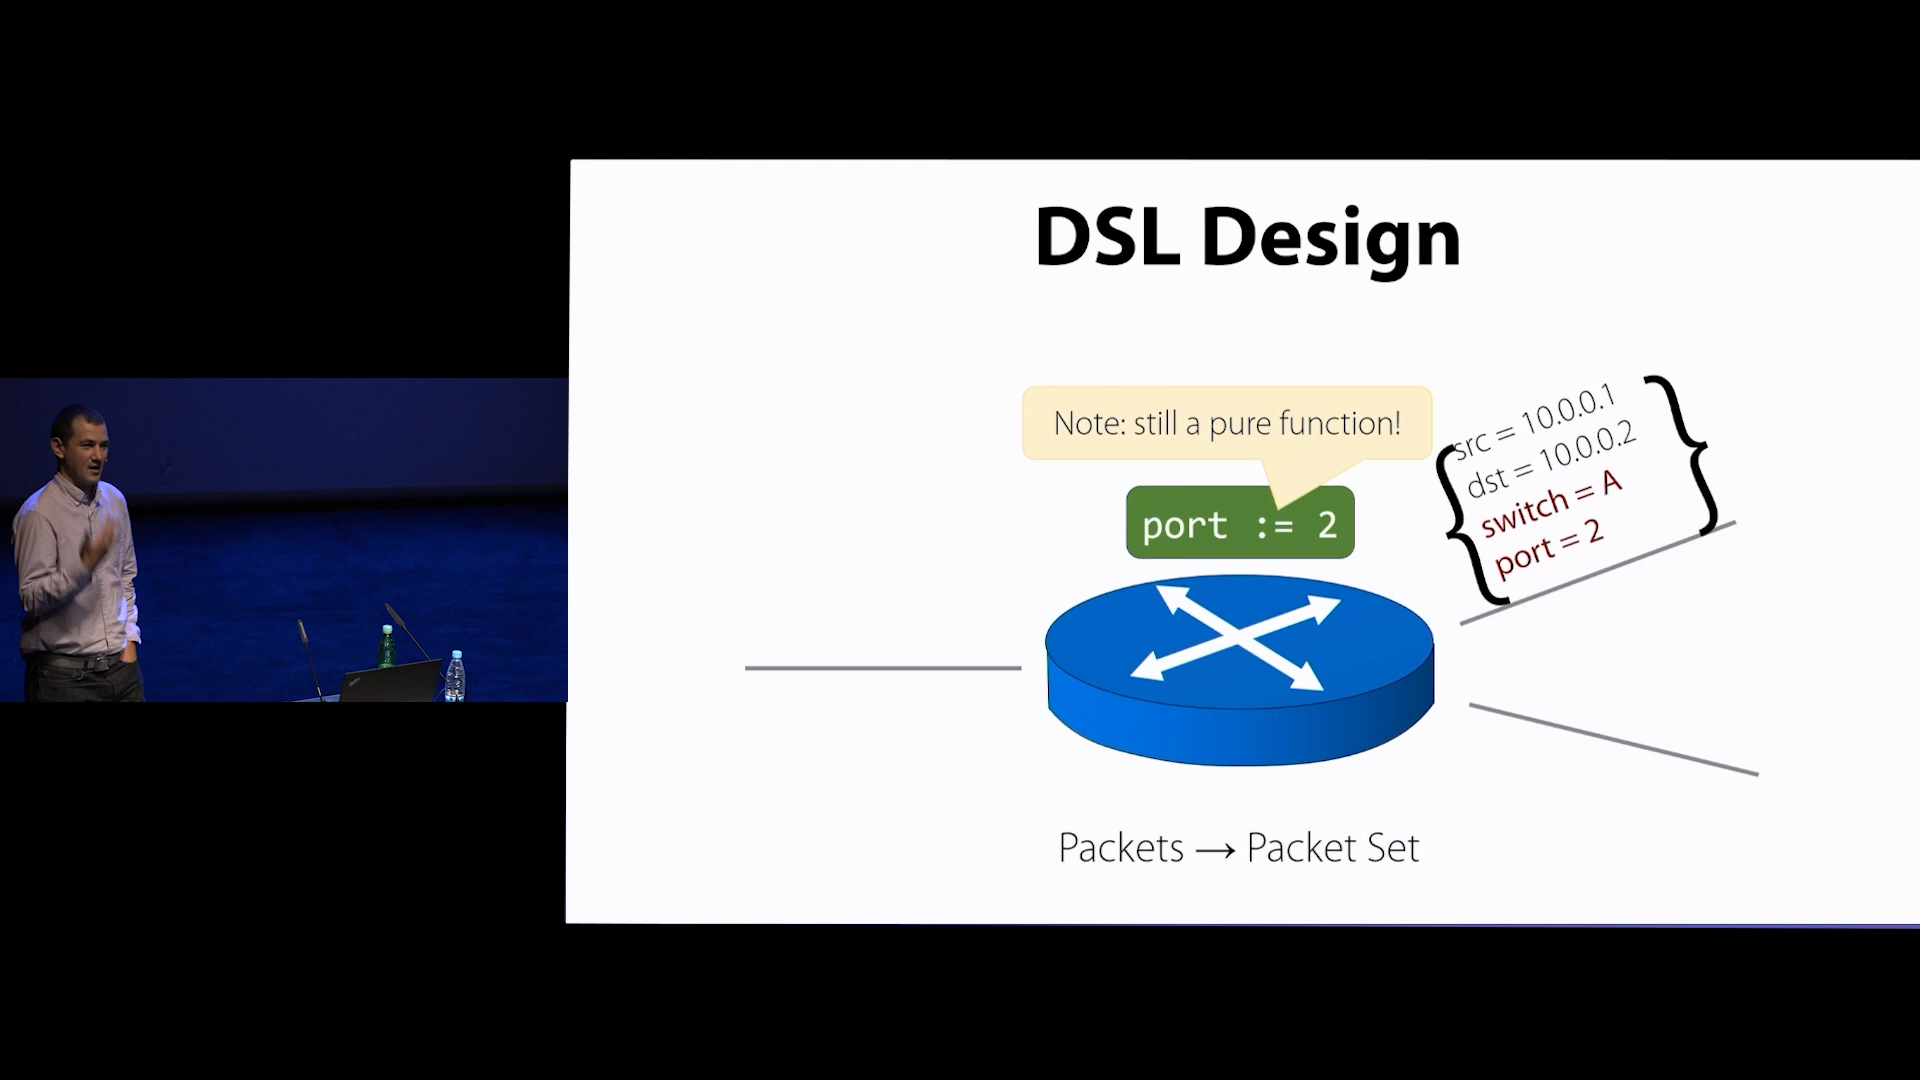 DSL Design
Note: still a pure function!
port := 2
src = 10.0.0.1
dst = 10.0.0.2
switch = A
port = 2
Packets → Packet Set